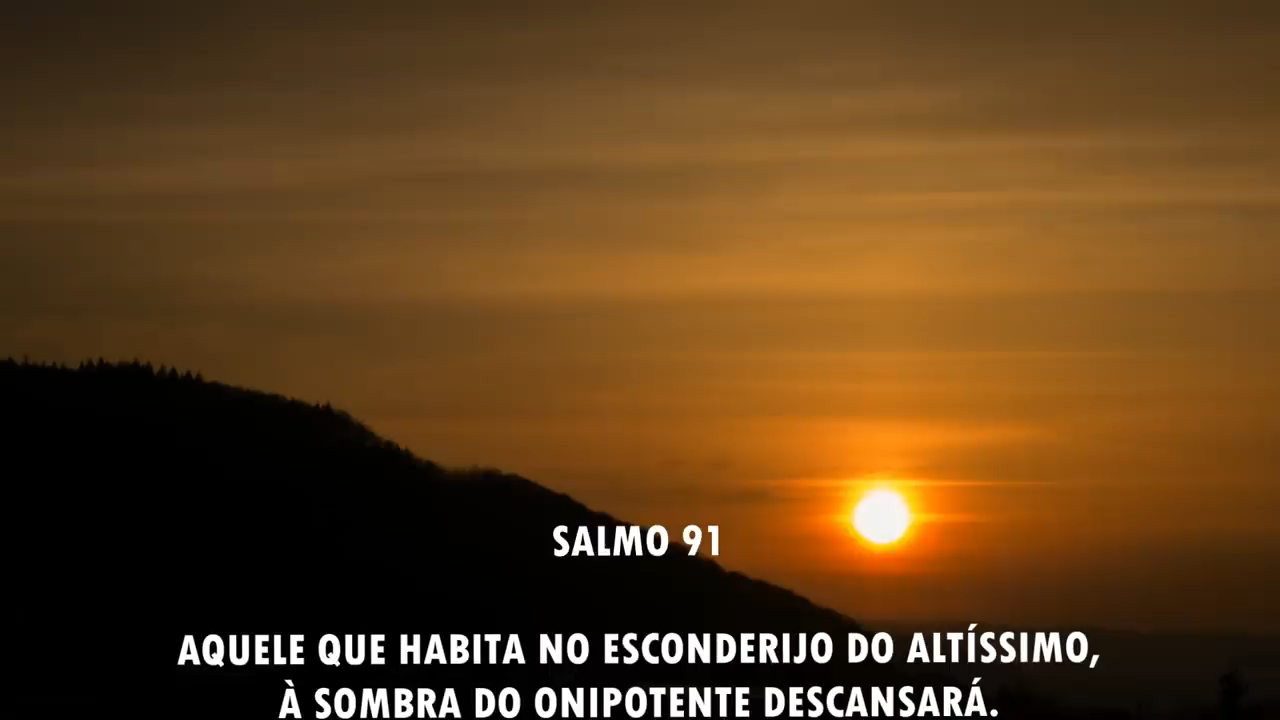 SALMO 91
AQUELE QUE HABITA NO ESCONDERIJO DO ALTÍSSIMO,
À SOMBRA DO ONIPOTENTE DESCANSARÁ.